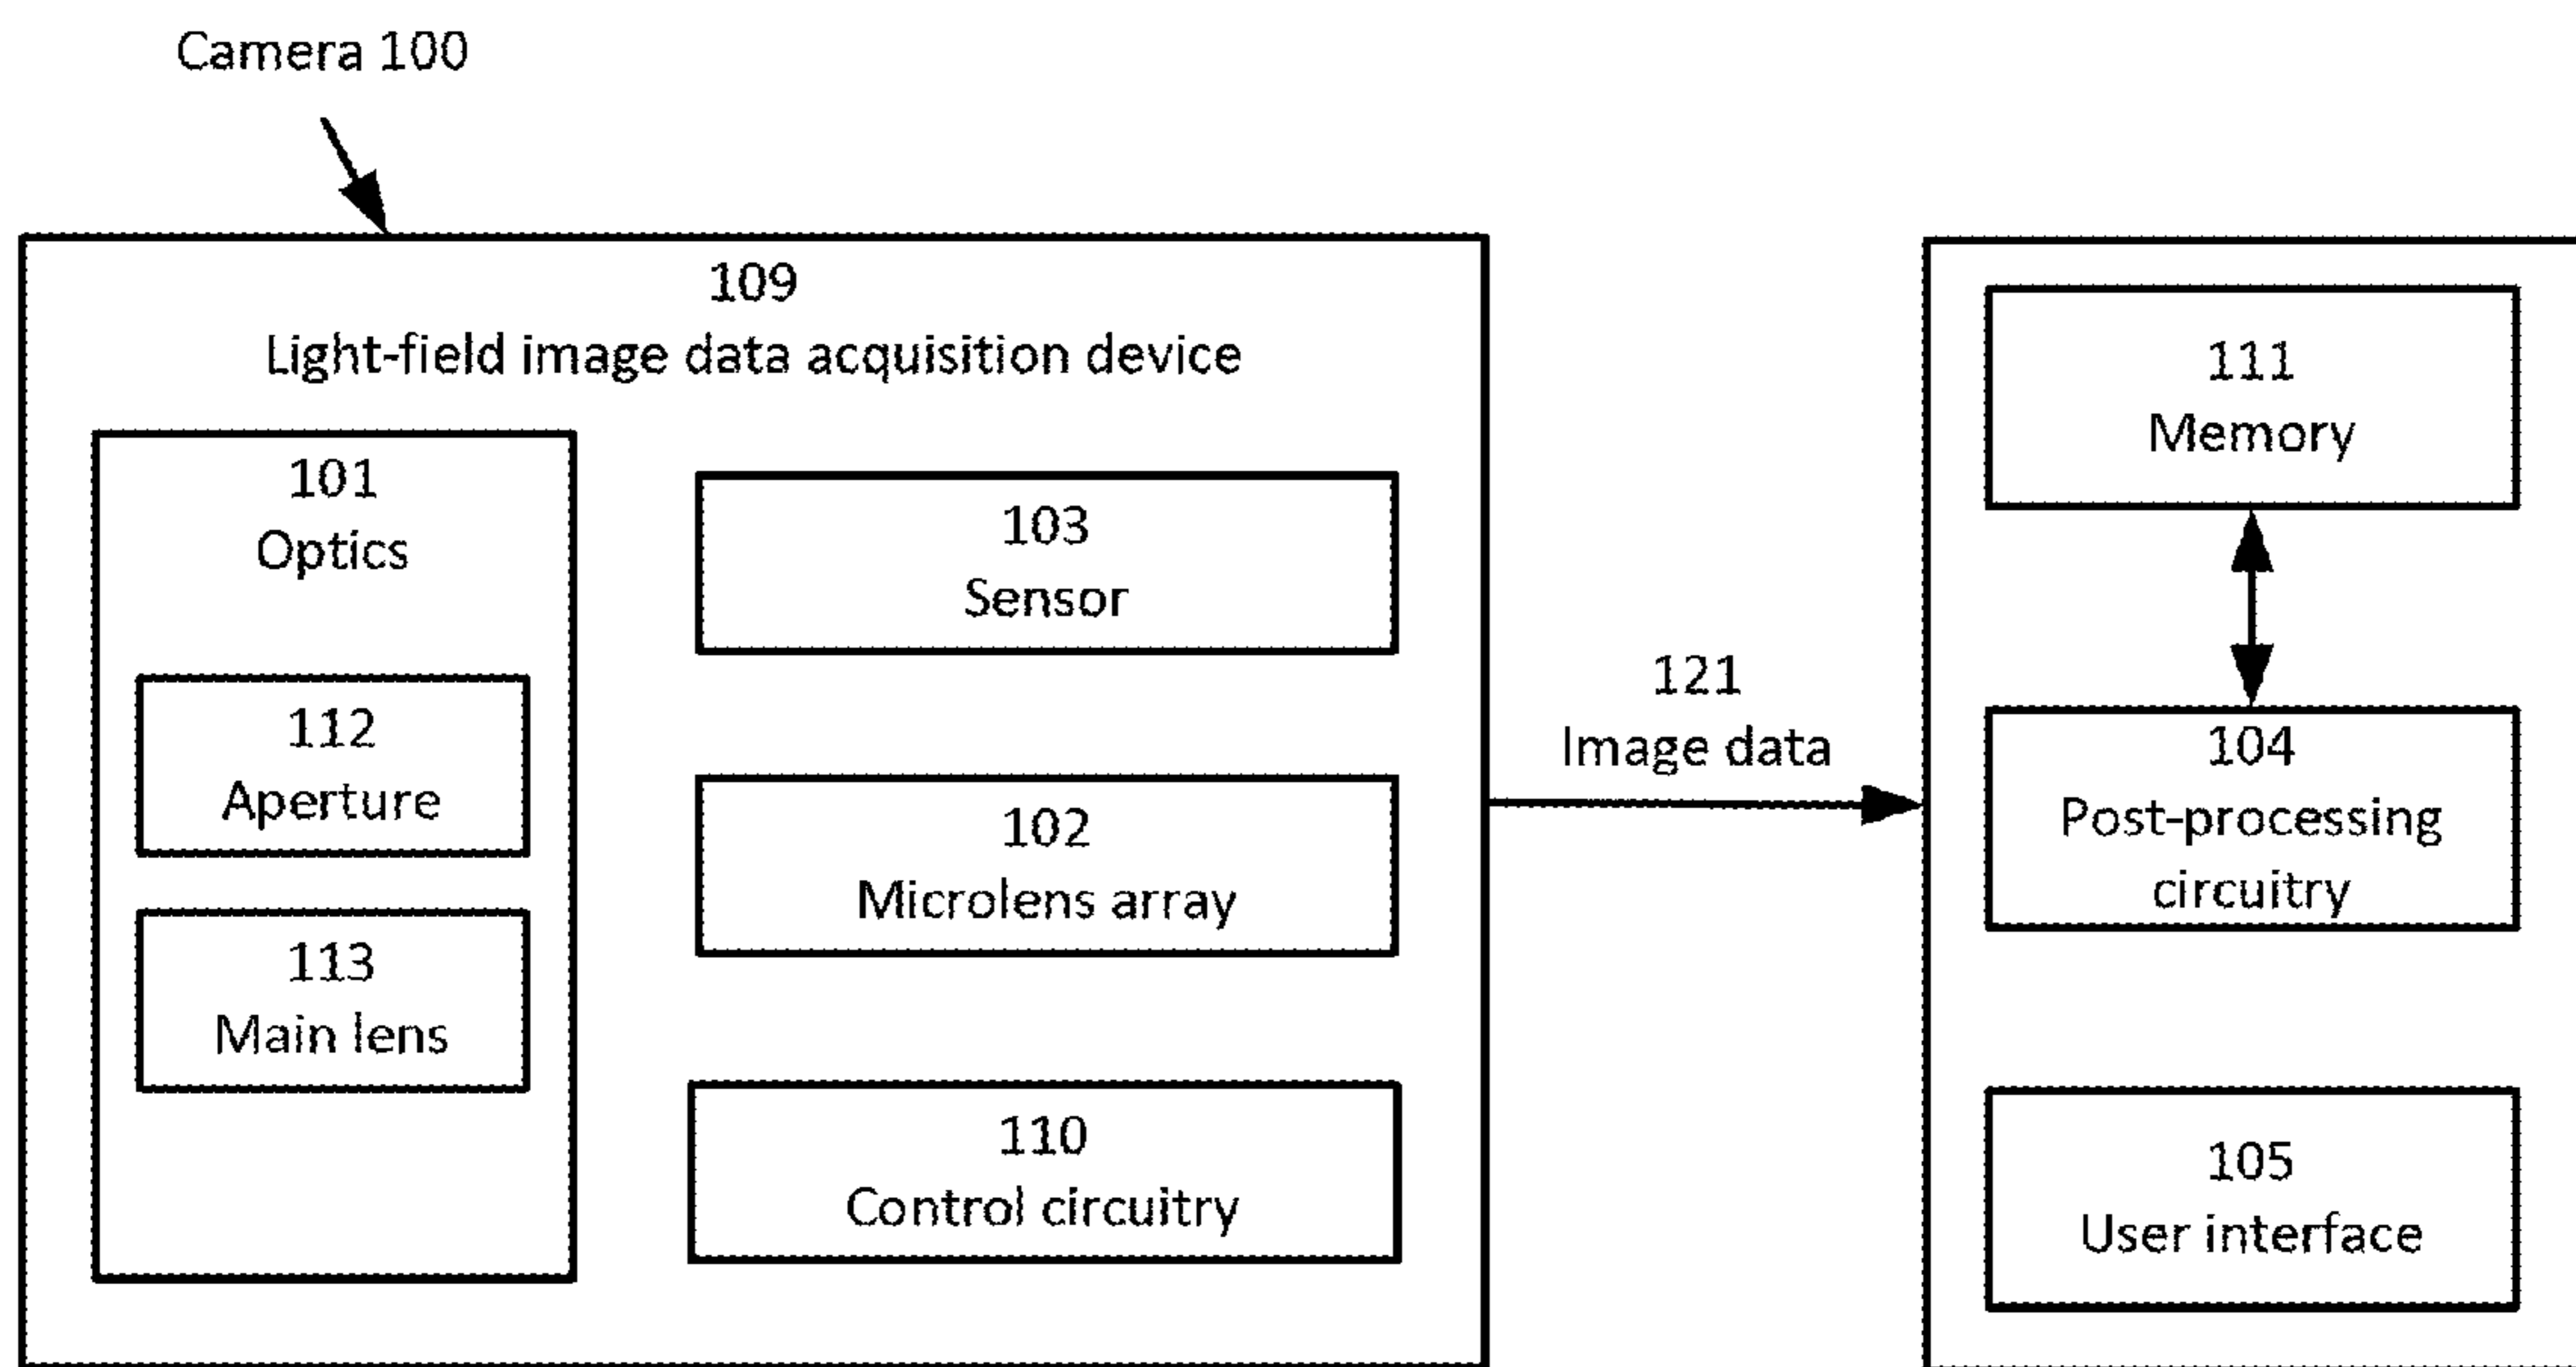 Camera 100
109
Light-field image data acquisition device
101
Optics
112
Aperture
113
Main lens
103
Sensor
102
Microlens array
110
Control circuitry
121
Image data
111
Memory
104
Post-processing
circuitry
105
User interface